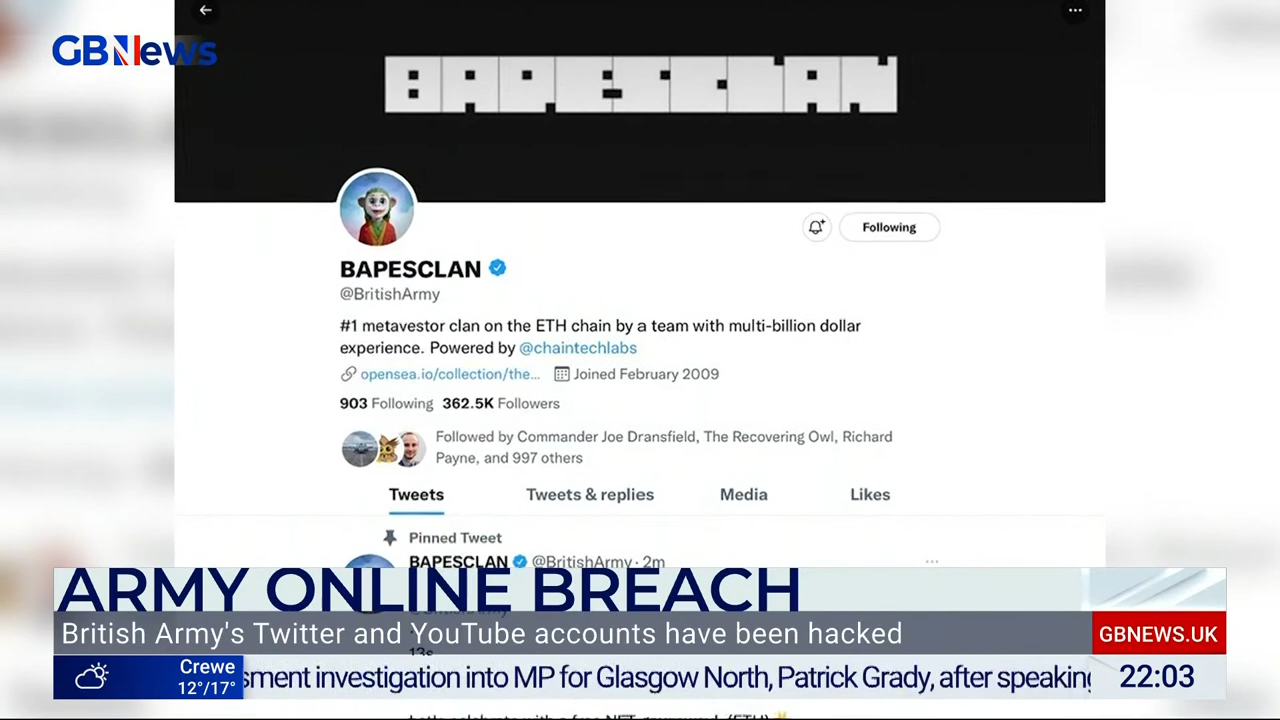 GBNews
BAPESCLAN
BAPESCLAN
Following
@BritishArmy
#1 metavestor clan on the ETH chain by a team with multi-billion dollar
experience. Powered by @chaintechlabs
opensea.io/collection/the... Joined February 2009
903 Following 362.5K Followers
Followed by Commander Joe Dransfield, The Recovering Owl, Richard
Payne, and 997 others
Tweets Tweets & replies Media Likes
Pinned Tweet
BAPESCLAN @BritishArmy · 2m
ARMY ONLINE BREACH
British Army's Twitter and YouTube accounts have been hacked
GBNEWS.UK
13s
Crewe
12°/17°
sment investigation into MP for Glasgow North, Patrick Grady, after speaking
22:03